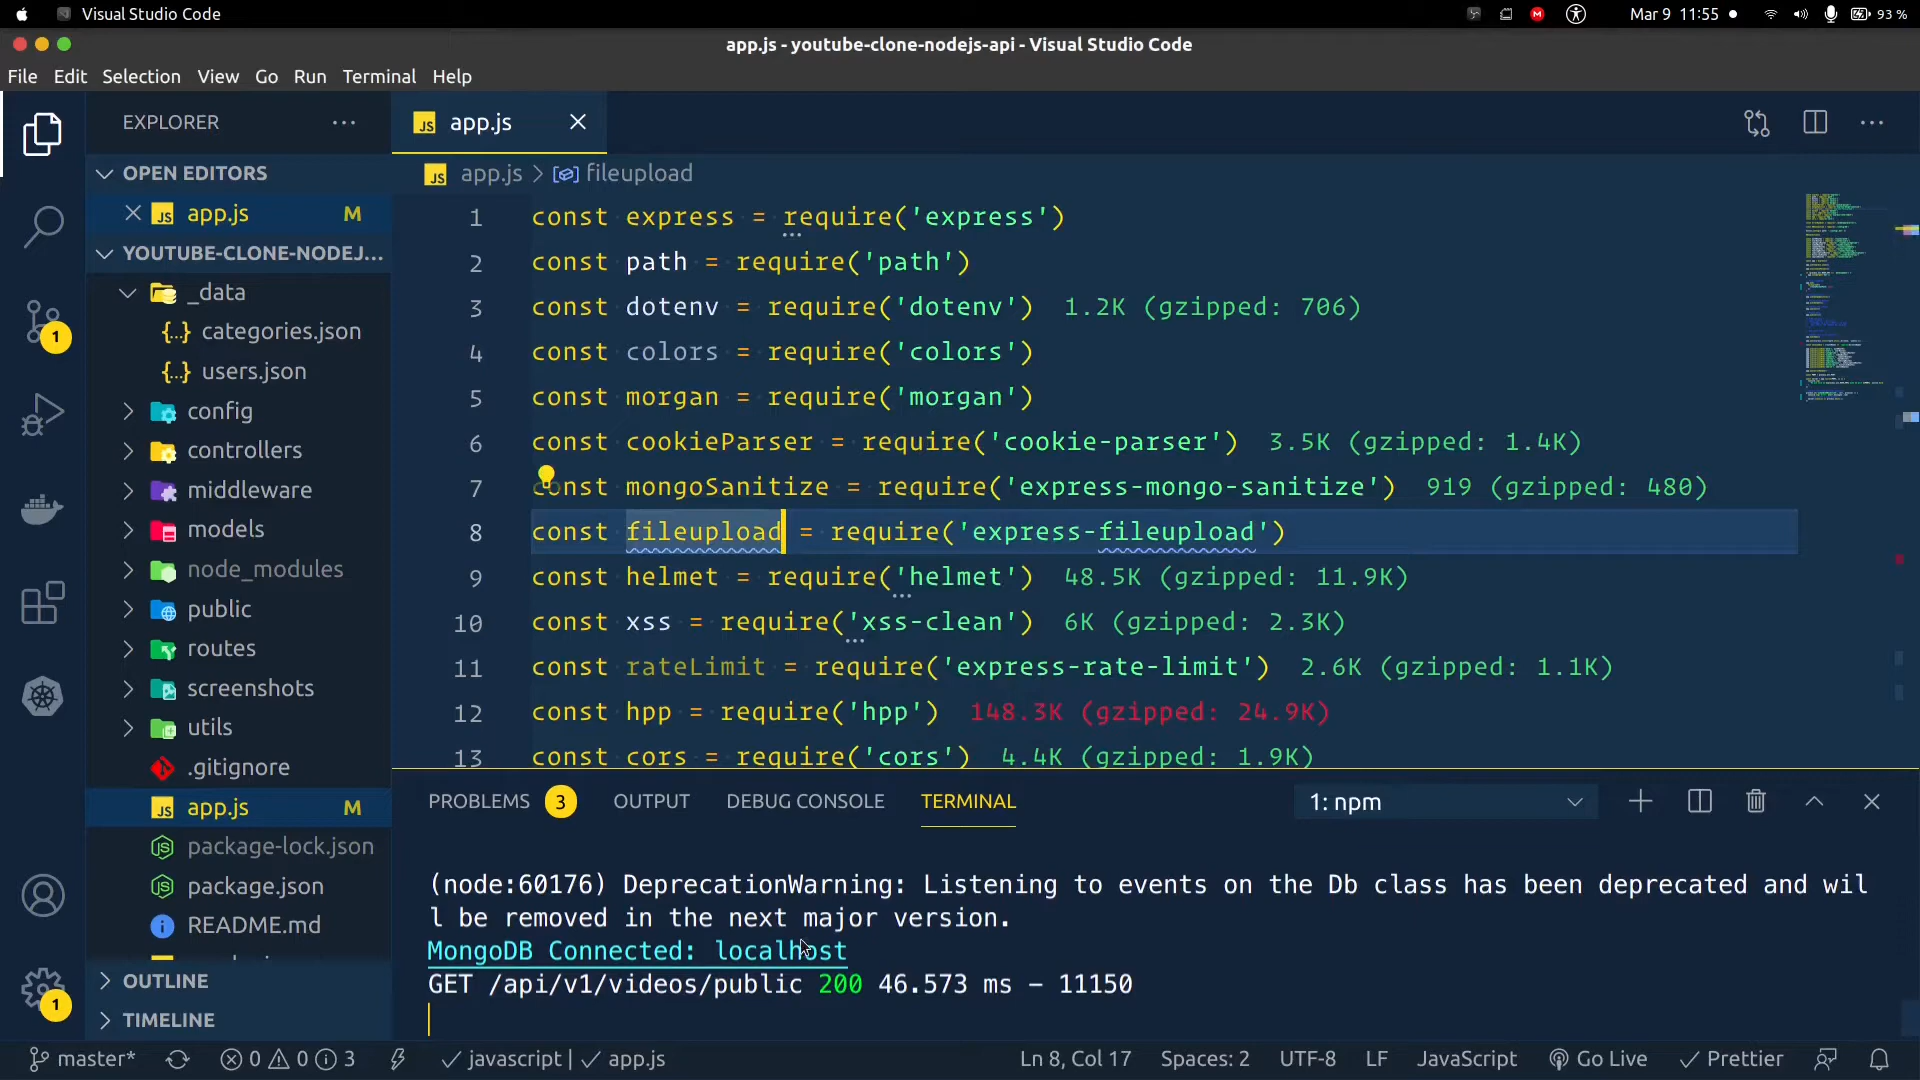 Visual Studio Code
Mar 9 11:55
93 %
app.js - youtube-clone-nodejs-api - Visual Studio Code
File Edit Selection View Go Run Terminal Help
EXPLORER
OPEN EDITORS
JS app.js M
YOUTUBE-CLONE-NODEJ...
_data
{..} categories.json
{..} users.json
config
controllers
middleware
models
node_modules
public
routes
screenshots
utils
.gitignore
JS app.js M
package-lock.json
package.json
README.md
OUTLINE
TIMELINE
1
1
JS app.js
JS app.js > fileupload
1 const express = require('express')
2 const path = require('path')
3 const dotenv = require('dotenv') 1.2K (gzipped: 706)
4 const colors = require('colors')
5 const morgan = require('morgan')
6 const cookieParser = require('cookie-parser') 3.5K (gzipped: 1.4K)
7 const mongoSanitize = require('express-mongo-sanitize') 919 (gzipped: 480)
8 const fileupload = require('express-fileupload')
9 const helmet = require('helmet') 48.5K (gzipped: 11.9K)
10 const xss = require('xss-clean') 6K (gzipped: 2.3K)
11 const rateLimit = require('express-rate-limit') 2.6K (gzipped: 1.1K)
12 const hpp = require('hpp') 148.3K (gzipped: 24.9K)
13 const cors = require('cors') 4.4K (gzipped: 1.9K)
PROBLEMS 3 OUTPUT DEBUG CONSOLE TERMINAL 1: npm
(node:60176) DeprecationWarning: Listening to events on the Db class has been deprecated and wil
l be removed in the next major version.
MongoDB Connected: localhost
GET /api/v1/videos/public 200 46.573 ms - 11150
master* 0 0 3 javascript | app.js Ln 8, Col 17 Spaces: 2 UTF-8 LF JavaScript Go Live Prettier